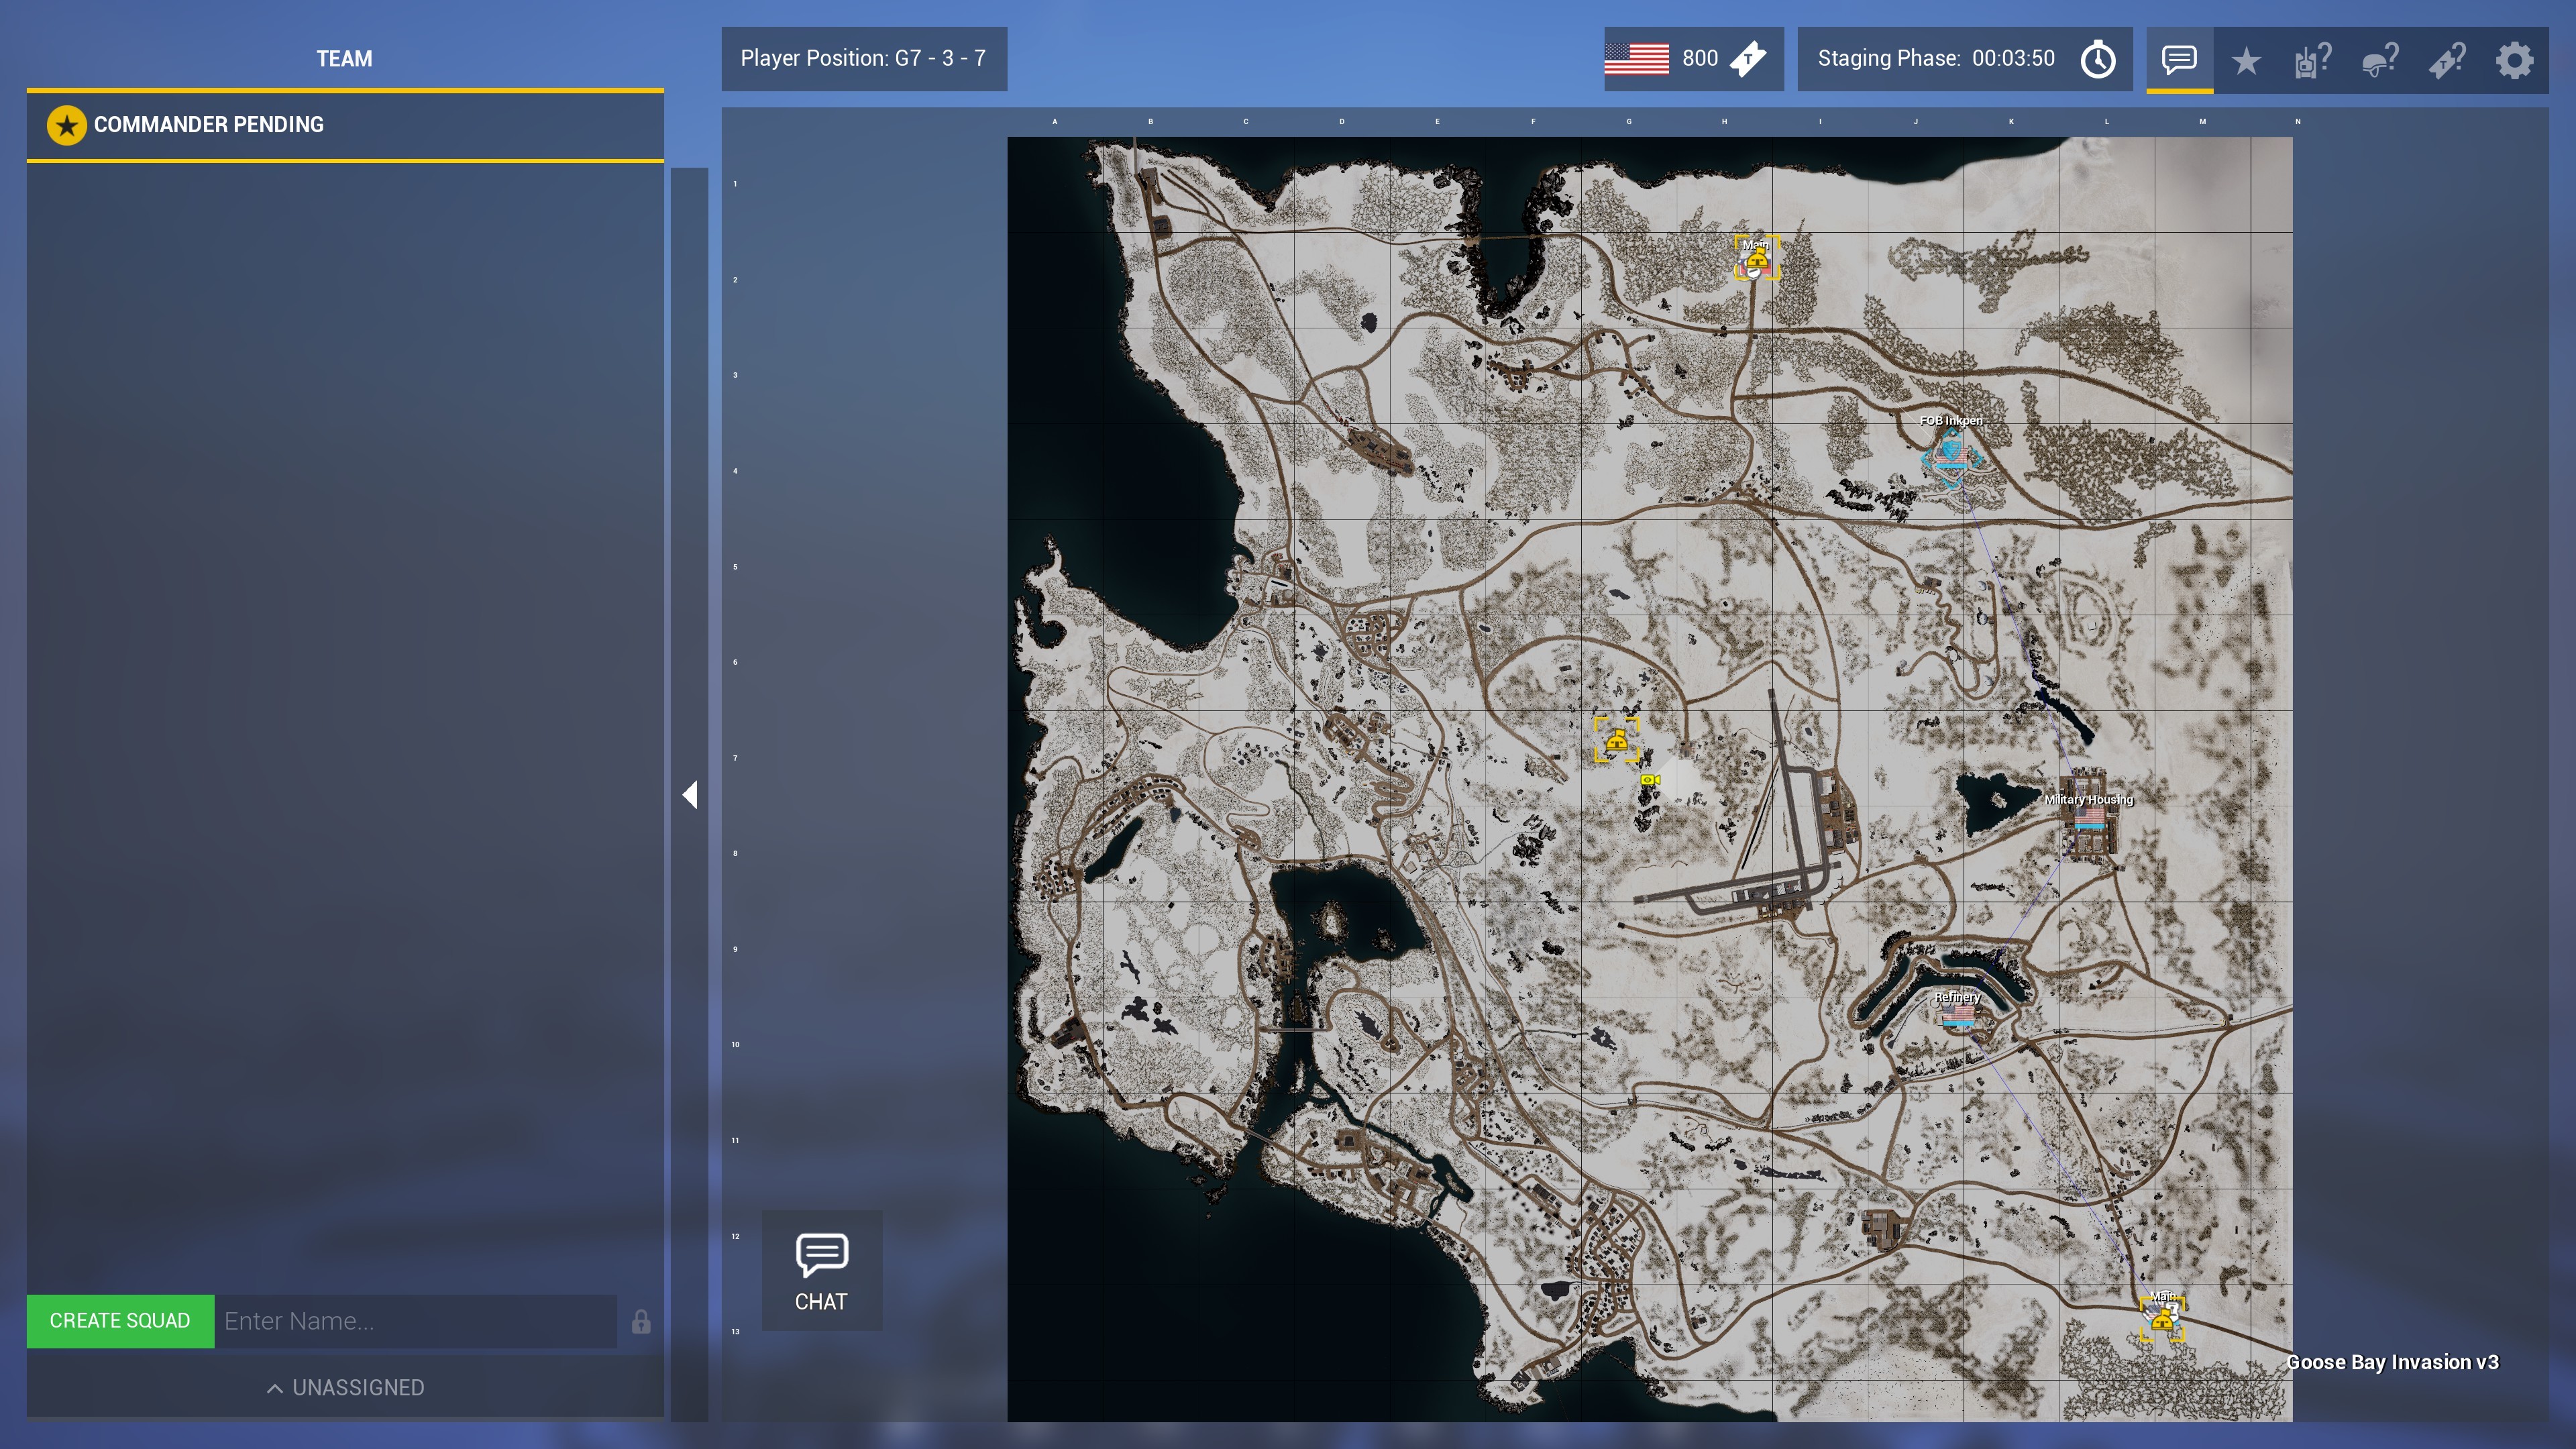 TEAM
Player Position: G7 - 3 - 7
800
T
Staging Phase: 00:03:50
COMMANDER PENDING
A B C D E F G H I J K L M N
1
2
3
4
5
6
7
8
9
10
11
12
13
Main
FOB Inkpen
Military Housing
Refinery
Main
Goose Bay Invasion v3
CHAT
CREATE SQUAD
Enter Name...
UNASSIGNED